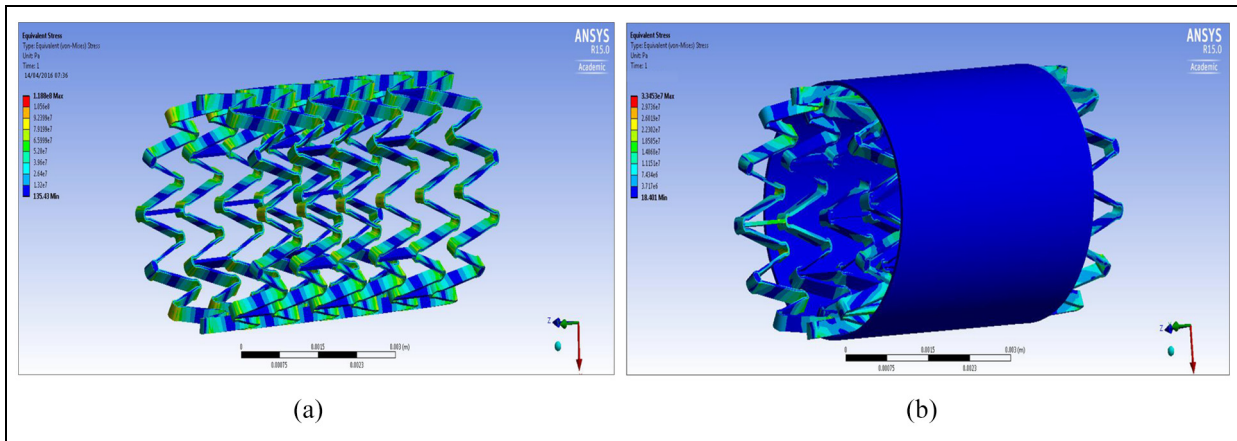 Equivalent Stress
Type: Equivalent (von-Mises) Stress
Unit: Pa
Time: 1
14/04/2016 07:36
1.188e8 Max
1.056e8
9.2398e7
7.9199e7
6.5999e7
5.28e7
3.96e7
2.64e7
1.32e7
135.43 Min
ANSYS
R15.0
Academic
Z
0
0.0015
0.003 (m)
0.00075
0.0023
(a)
Equivalent Stress
Type: Equivalent (von-Mises) Stress
Unit: Pa
Time: 1
3.3453e7 Max
2.9736e7
2.6019e7
2.2302e7
1.8585e7
1.4868e7
1.1151e7
7.434e6
3.717e6
18.401 Min
ANSYS
R15.0
Academic
Z
0
0.0015
0.003 (m)
0.00075
0.0023
(b)